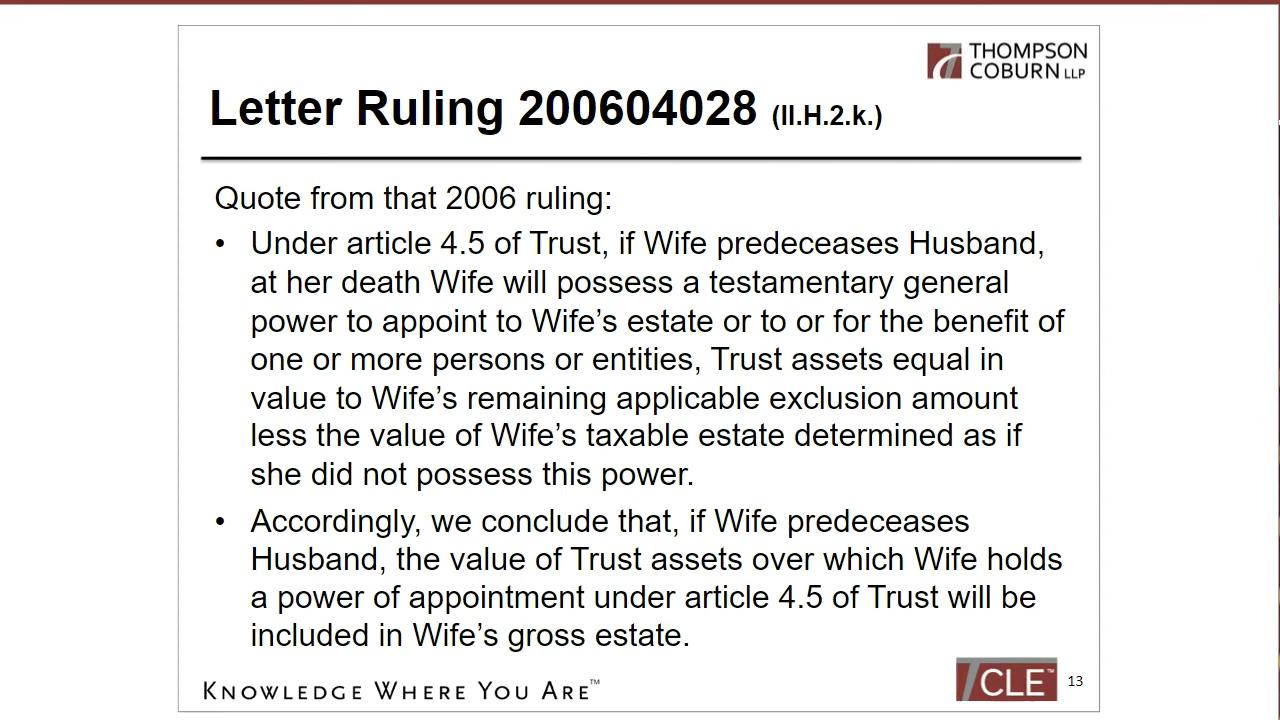 THOMPSON
COBURN LLP
Letter Ruling 200604028 (II.H.2.k.)
Quote from that 2006 ruling:
• Under article 4.5 of Trust, if Wife predeceases Husband,
at her death Wife will possess a testamentary general
power to appoint to Wife’s estate or to or for the benefit of
one or more persons or entities, Trust assets equal in
value to Wife’s remaining applicable exclusion amount
less the value of Wife’s taxable estate determined as if
she did not possess this power.
• Accordingly, we conclude that, if Wife predeceases
Husband, the value of Trust assets over which Wife holds
a power of appointment under article 4.5 of Trust will be
included in Wife’s gross estate.
KNOWLEDGE WHERE YOU ARE™
CLE™
13